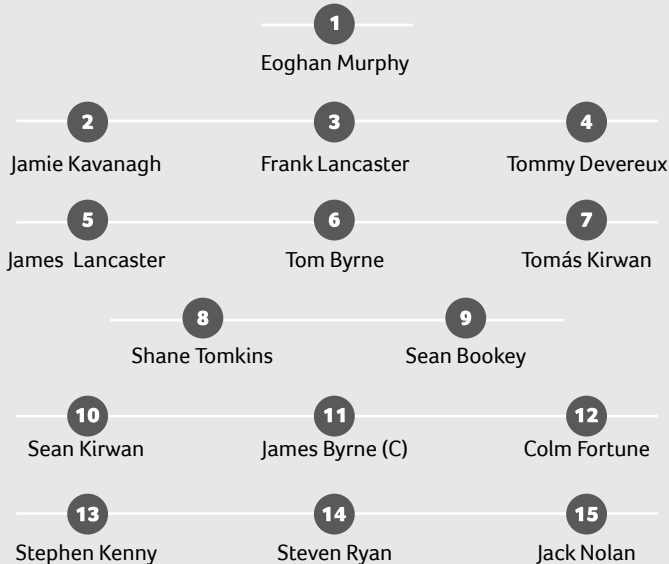 1
Eoghan Murphy
2 3 4
Jamie Kavanagh Frank Lancaster Tommy Devereux
5 6 7
James Lancaster Tom Byrne Tomás Kirwan
8 9
Shane Tomkins Sean Bookey
10 11 12
Sean Kirwan James Byrne (C) Colm Fortune
13 14 15
Stephen Kenny Steven Ryan Jack Nolan